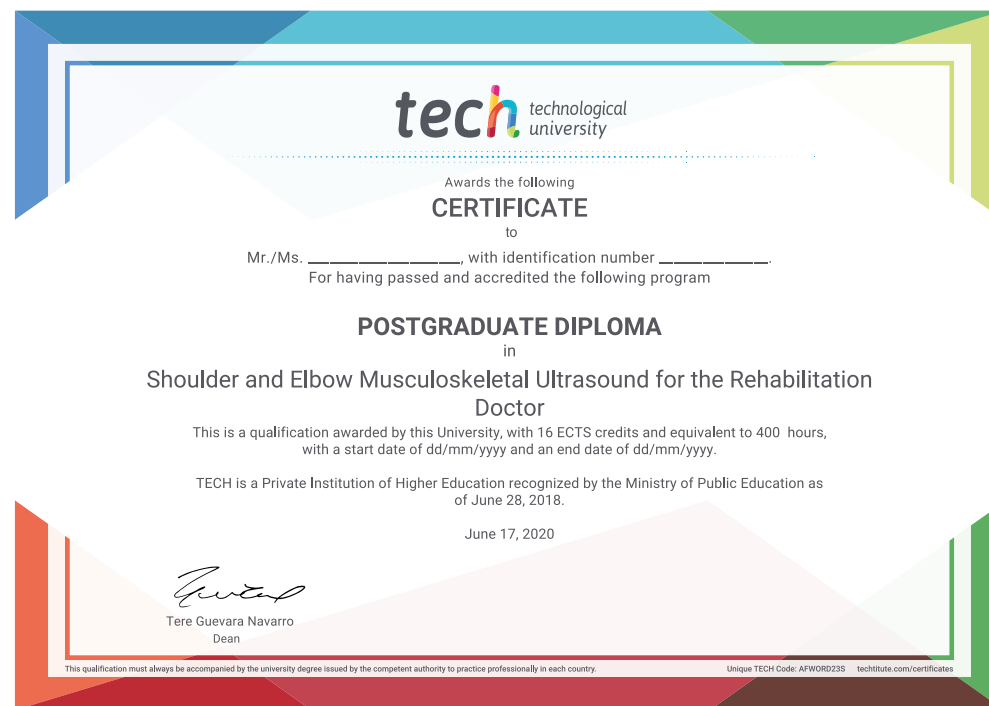 tech technological
university
Awards the following
CERTIFICATE
to
Mr./Ms. ___________________, with identification number ______________.
For having passed and accredited the following program
POSTGRADUATE DIPLOMA
in
Shoulder and Elbow Musculoskeletal Ultrasound for the Rehabilitation
Doctor
This is a qualification awarded by this University, with 16 ECTS credits and equivalent to 400 hours,
with a start date of dd/mm/yyyy and an end date of dd/mm/yyyy.
TECH is a Private Institution of Higher Education recognized by the Ministry of Public Education as
of June 28, 2018.
June 17, 2020
Tere Guevara Navarro
Dean
This qualification must always be accompanied by the university degree issued by the competent authority to practice professionally in each country.
Unique TECH Code: AFWORD23S techtitute.com/certificates